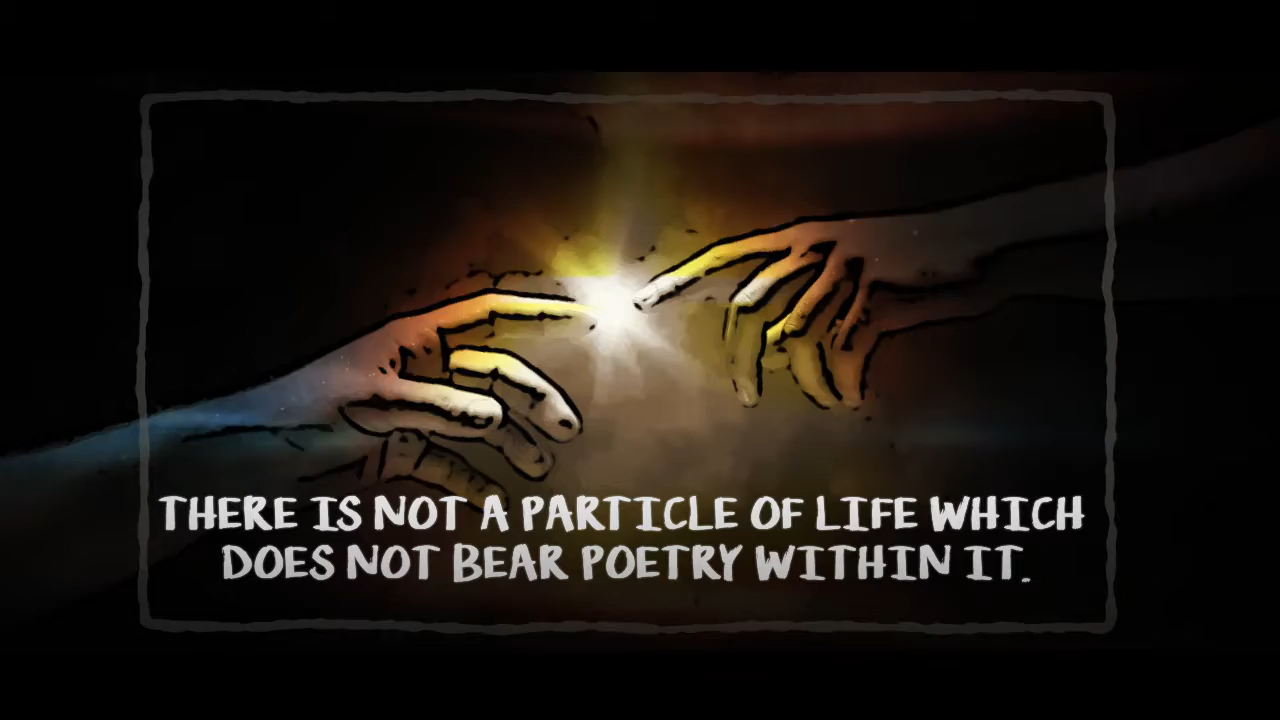 THERE IS NOT A PARTICLE OF LIFE WHICH
DOES NOT BEAR POETRY WITHIN IT.